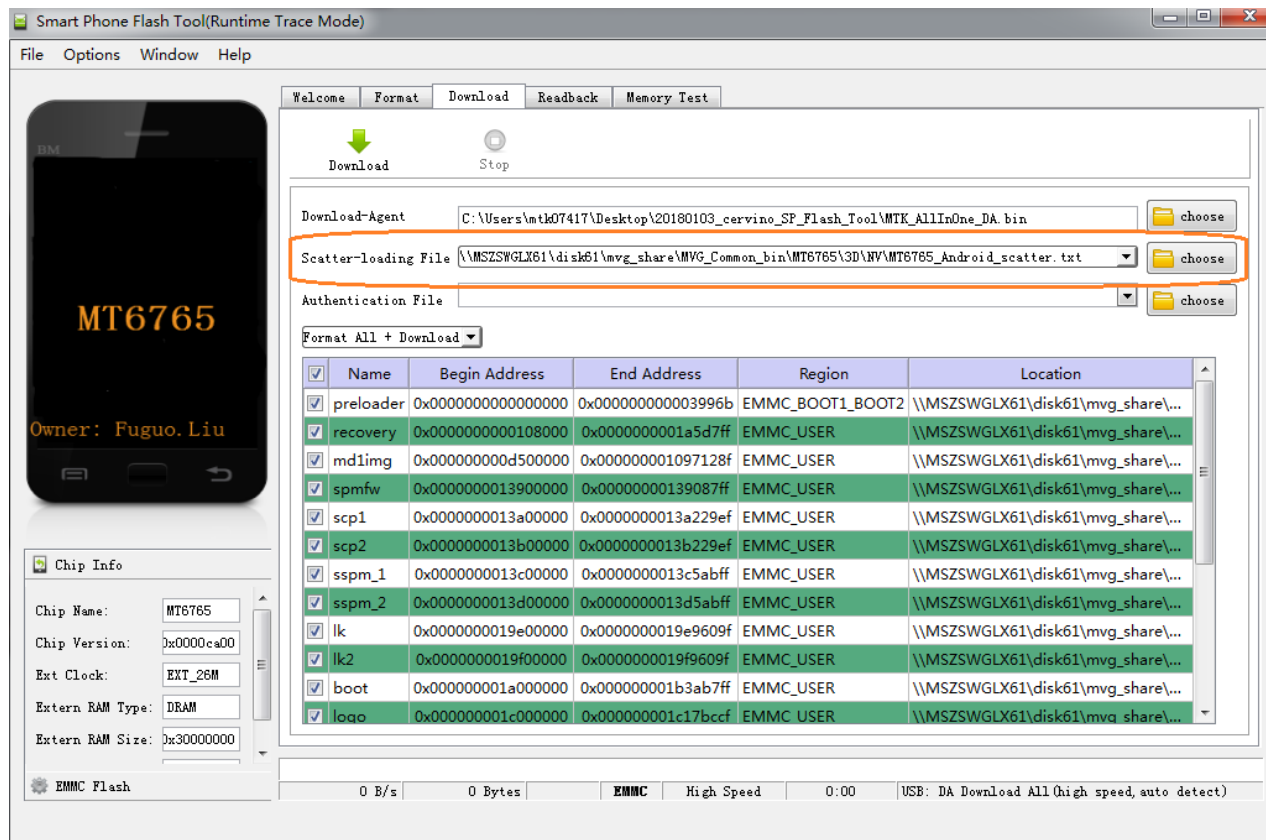 Smart Phone Flash Tool(Runtime Trace Mode)
File Options Window Help
Welcome Format Download Readback Memory Test
BM
Download Stop
Download-Agent C:\Users\mtk07417\Desktop\20180103_cervino_SP_Flash_Tool\MTK_AllInOne_DA.bin choose
Scatter-loading File \\MSZSWGLX61\disk61\mvg_share\MVG_Common_bin\MT6765\3D\NV\MT6765_Android_scatter.txt choose
Authentication File choose
MT6765
Format All + Download
Name Begin Address End Address Region Location
preloader 0x0000000000000000 0x000000000003996b EMMC_BOOT1_BOOT2 \\MSZSWGLX61\disk61\mvg_share\...
Owner: Fuguo.Liu
recovery 0x0000000000108000 0x0000000001a5d7ff EMMC_USER \\MSZSWGLX61\disk61\mvg_share\...
md1img 0x000000000d500000 0x000000001097128f EMMC_USER \\MSZSWGLX61\disk61\mvg_share\...
spmfw 0x0000000013900000 0x00000000139087ff EMMC_USER \\MSZSWGLX61\disk61\mvg_share\...
scp1 0x0000000013a00000 0x0000000013a229ef EMMC_USER \\MSZSWGLX61\disk61\mvg_share\...
scp2 0x0000000013b00000 0x0000000013b229ef EMMC_USER \\MSZSWGLX61\disk61\mvg_share\...
sspm_1 0x0000000013c00000 0x0000000013c5abff EMMC_USER \\MSZSWGLX61\disk61\mvg_share\...
sspm_2 0x0000000013d00000 0x0000000013d5abff EMMC_USER \\MSZSWGLX61\disk61\mvg_share\...
lk 0x0000000019e00000 0x0000000019e9609f EMMC_USER \\MSZSWGLX61\disk61\mvg_share\...
lk2 0x0000000019f00000 0x0000000019f9609f EMMC_USER \\MSZSWGLX61\disk61\mvg_share\...
boot 0x000000001a000000 0x000000001b3ab7ff EMMC_USER \\MSZSWGLX61\disk61\mvg_share\...
logo 0x000000001c000000 0x000000001c17bccf EMMC_USER \\MSZSWGLX61\disk61\mvg_share\...
Chip Info
Chip Name: MT6765
Chip Version: 0x0000ca00
Ext Clock: EXT_26M
Extern RAM Type: DRAM
Extern RAM Size: 0x30000000
EMMC Flash
0 B/s 0 Bytes EMMC High Speed 0:00 USB: DA Download All(high speed,auto detect)